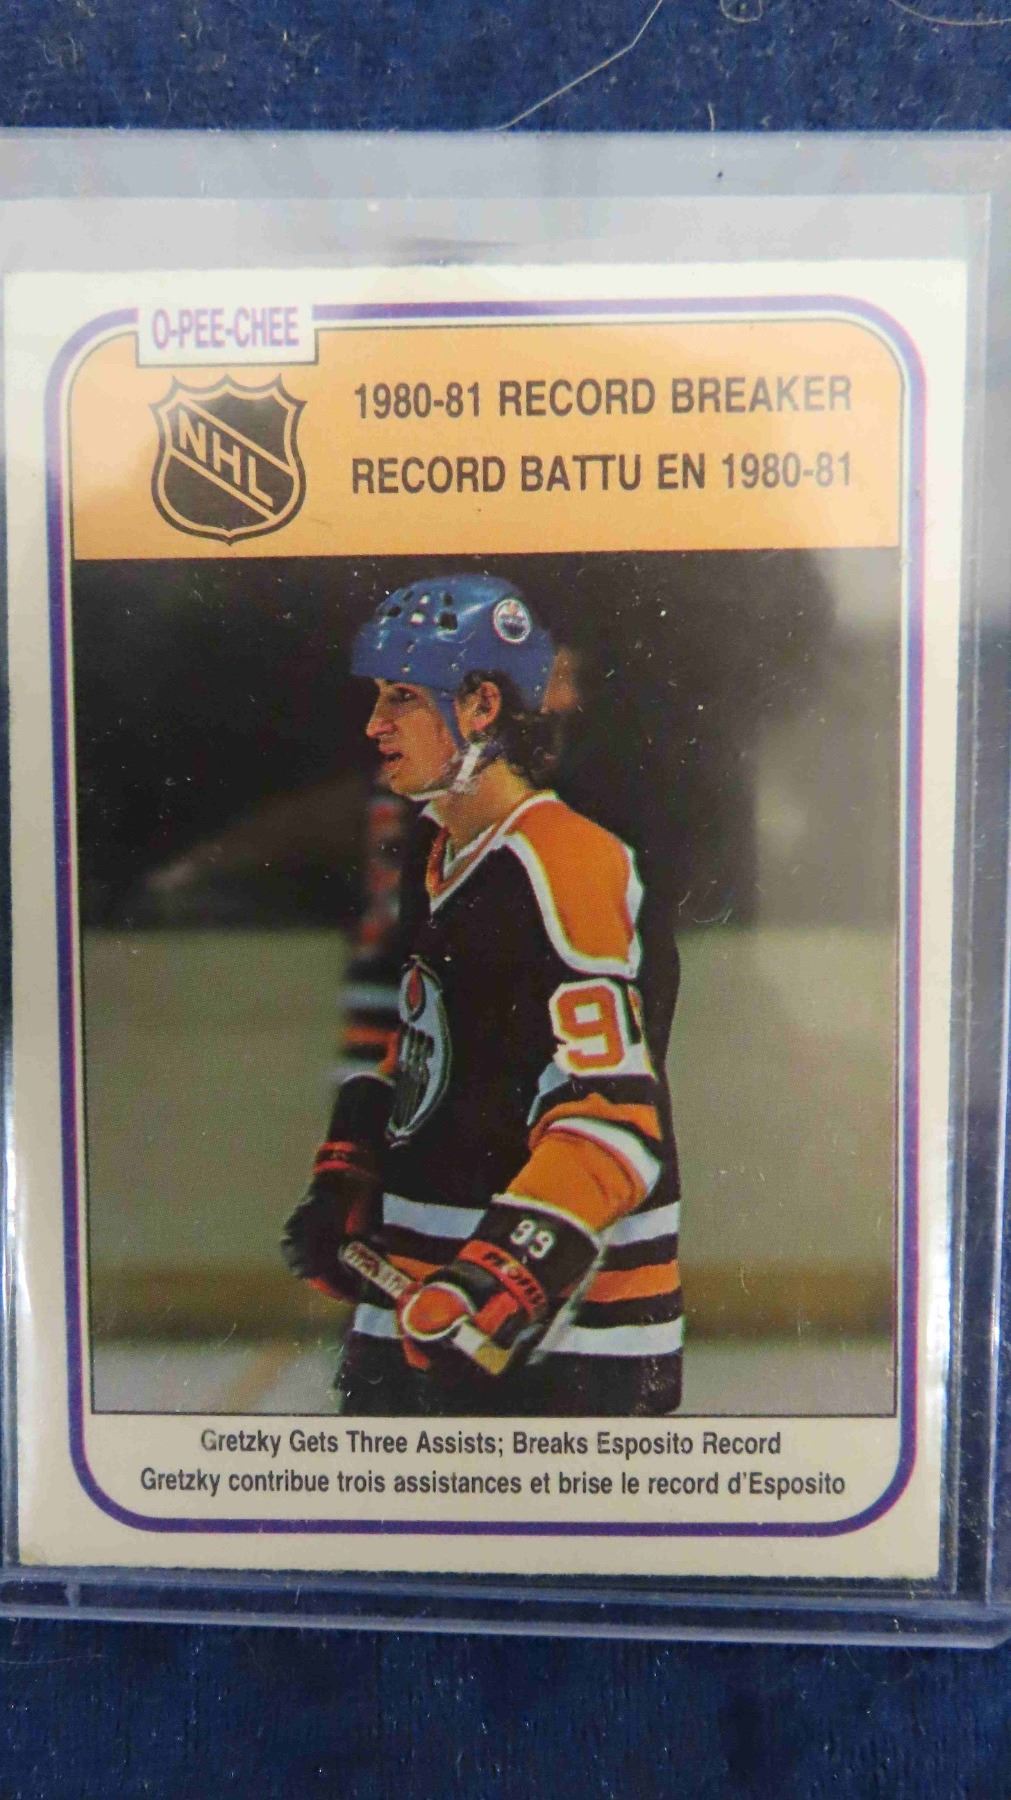 O-PEE-CHEE
NHL
1980-81 RECORD BREAKER
RECORD BATTU EN 1980-81
9
99
Gretzky Gets Three Assists; Breaks Esposito Record
Gretzky contribue trois assistances et brise le record d'Esposito